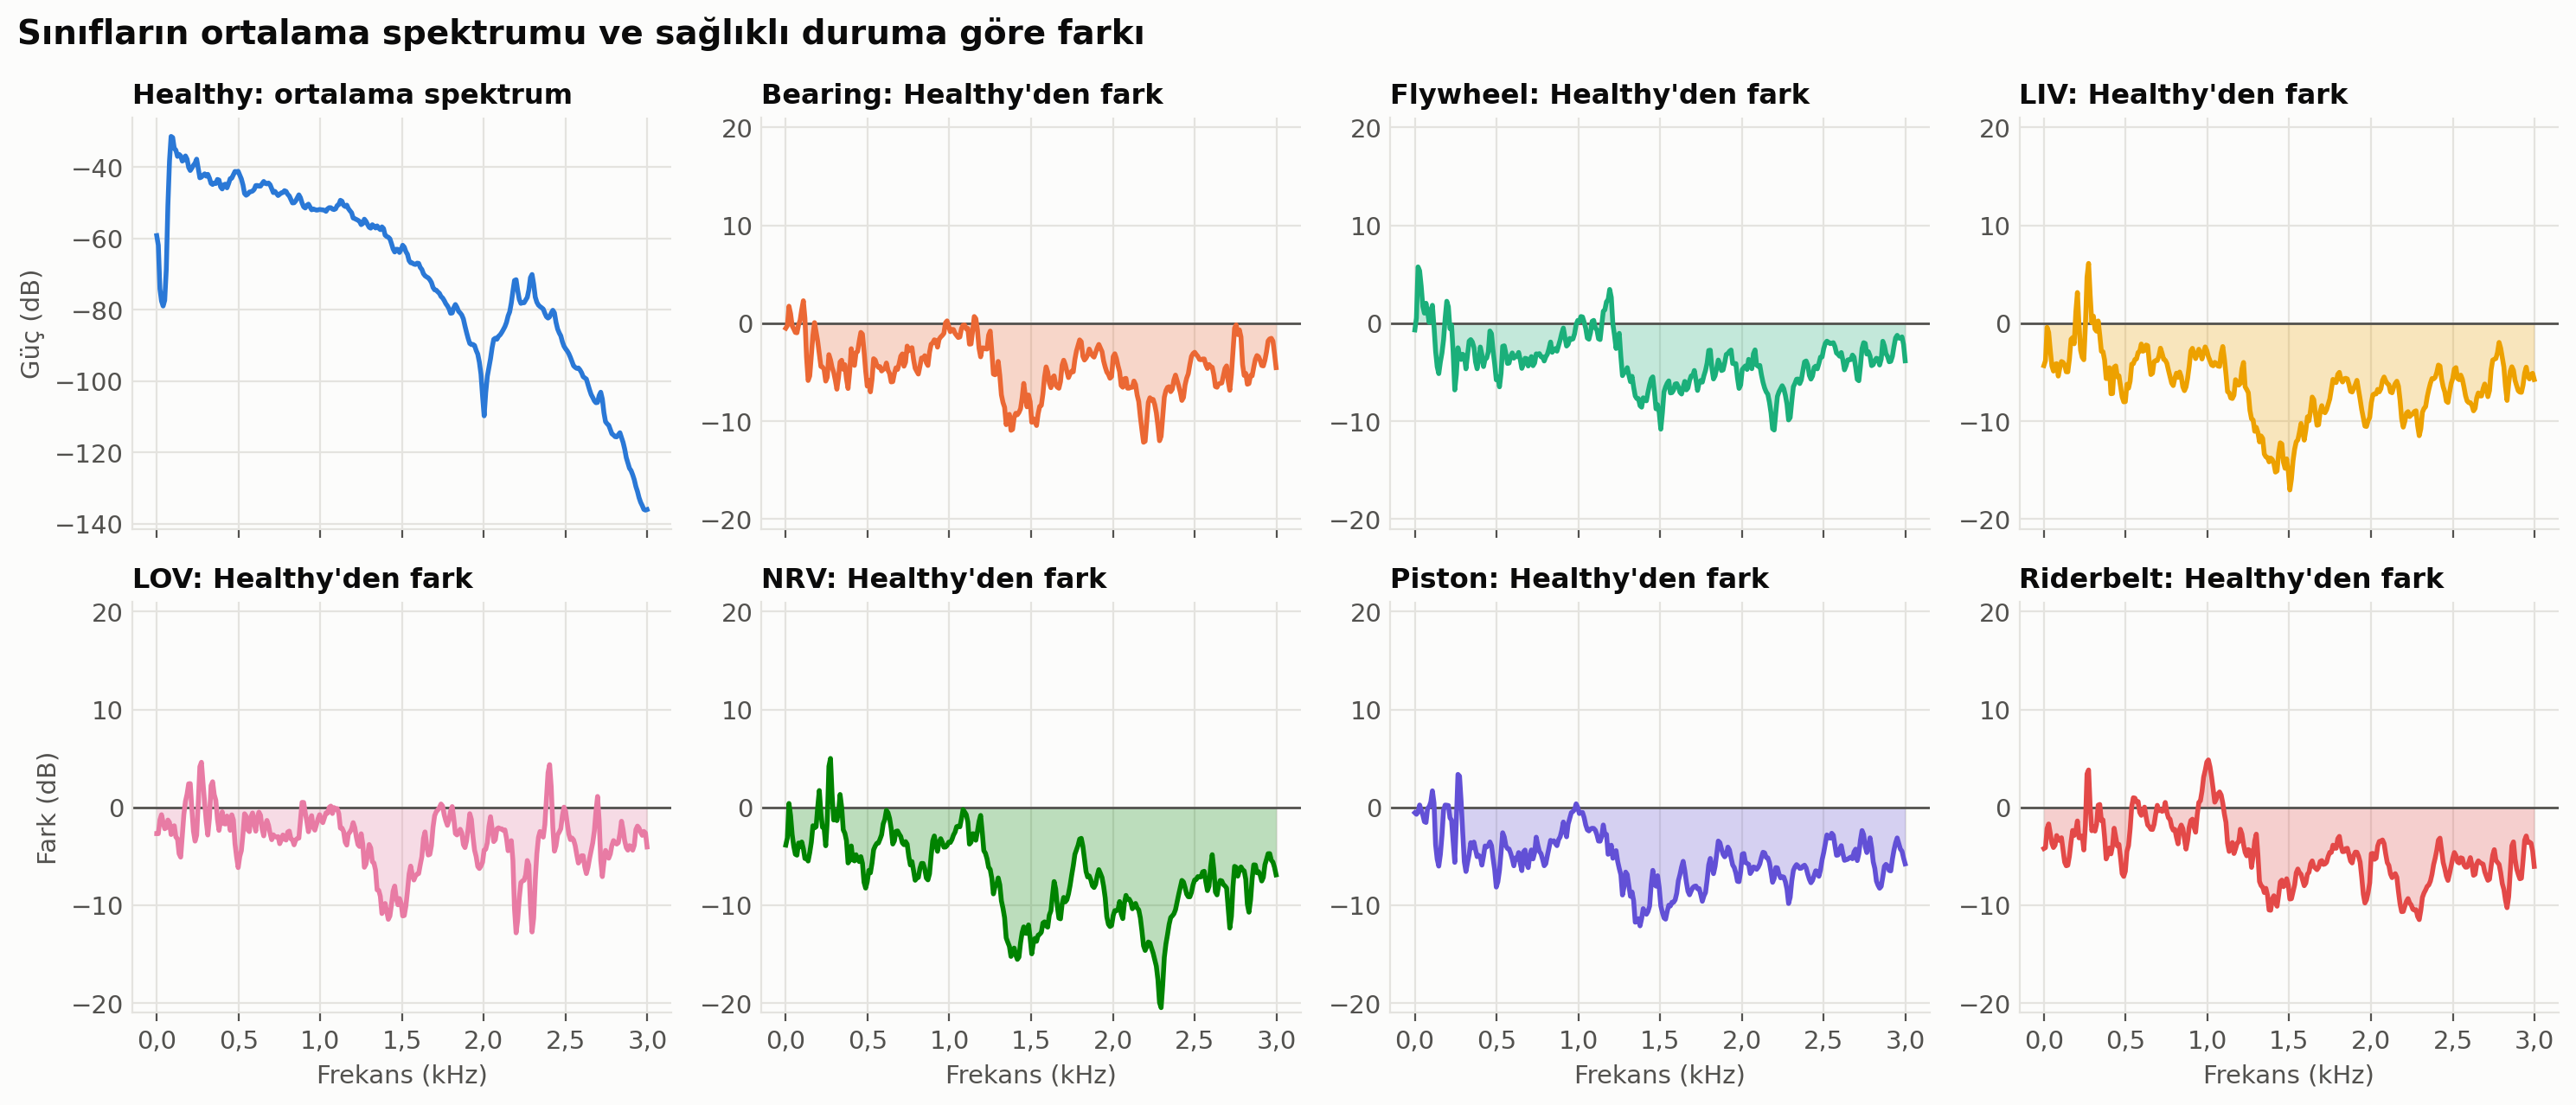 Sınıfların ortalama spektrumu ve sağlıklı duruma göre farkı
Healthy: ortalama spektrum
−40
−60
−80
−100
−120
−140
Güç (dB)
Bearing: Healthy'den fark
20
10
0
−10
−20
Flywheel: Healthy'den fark
20
10
0
−10
−20
LIV: Healthy'den fark
20
10
0
−10
−20
LOV: Healthy'den fark
20
10
0
−10
−20
Fark (dB)
0,0 0,5 1,0 1,5 2,0 2,5 3,0
Frekans (kHz)
NRV: Healthy'den fark
20
10
0
−10
−20
0,0 0,5 1,0 1,5 2,0 2,5 3,0
Frekans (kHz)
Piston: Healthy'den fark
20
10
0
−10
−20
0,0 0,5 1,0 1,5 2,0 2,5 3,0
Frekans (kHz)
Riderbelt: Healthy'den fark
20
10
0
−10
−20
0,0 0,5 1,0 1,5 2,0 2,5 3,0
Frekans (kHz)